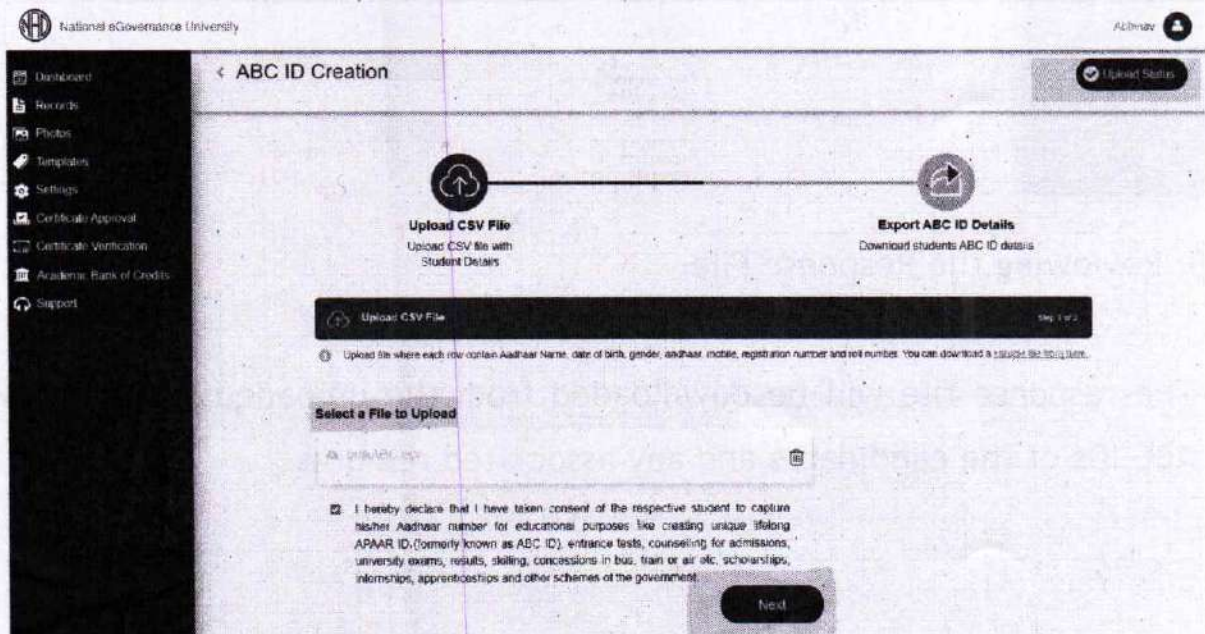 National eGovernance University
Abhinav
Dashboard
Records
Photos
Templates
Settings
Certificate Approval
Certificate Verification
Academic Bank of Credits
Support
< ABC ID Creation
Upload Status
Upload CSV File
Upload CSV file with
Student Details
Export ABC ID Details
Download students ABC ID details
Upload CSV File
Step 1 of 2
Upload file where each row contain Aadhaar Name, date of birth, gender, aadhaar, mobile, registration number and roll number. You can download a sample file from here.
Select a File to Upload
I hereby declare that I have taken consent of the respective student to capture
his/her Aadhaar number for educational purposes like creating unique lifelong
APAAR ID (formerly known as ABC ID), entrance tests, counselling for admissions,
university exams, results, skilling, concessions in bus, train or air etc, scholarships,
internships, apprenticeships and other schemes of the government.
Next